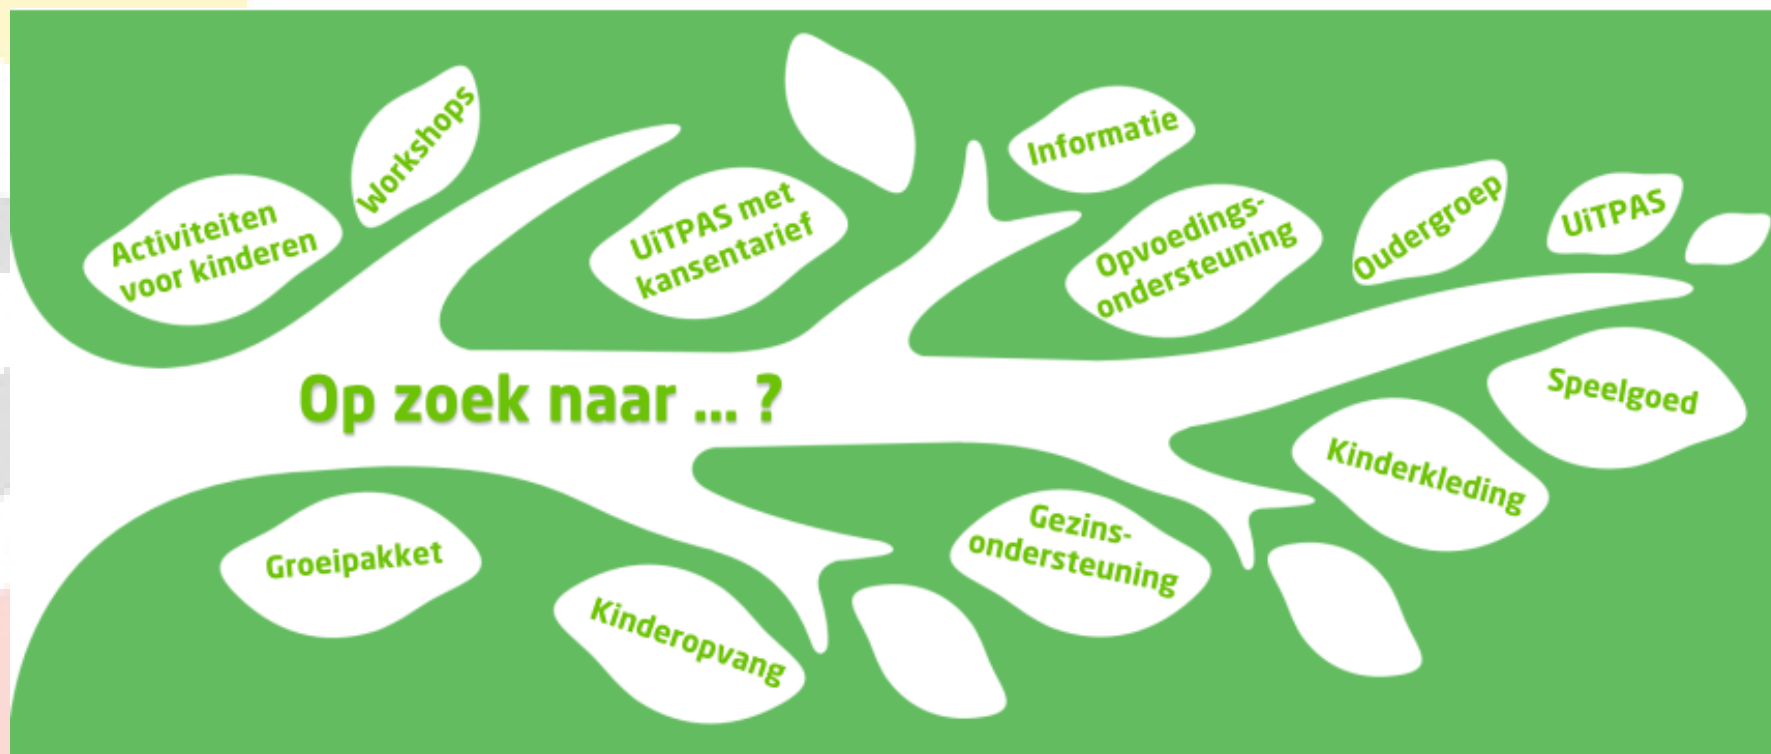 Workshops
Activiteiten
voor kinderen
UiTPAS met
kansentarief
Informatie
Opvoedings-
ondersteuning
Oudergroep
UiTPAS
Op zoek naar ... ?
Speelgoed
Kinderkleding
Gezins-
ondersteuning
Groeipakket
Kinderopvang